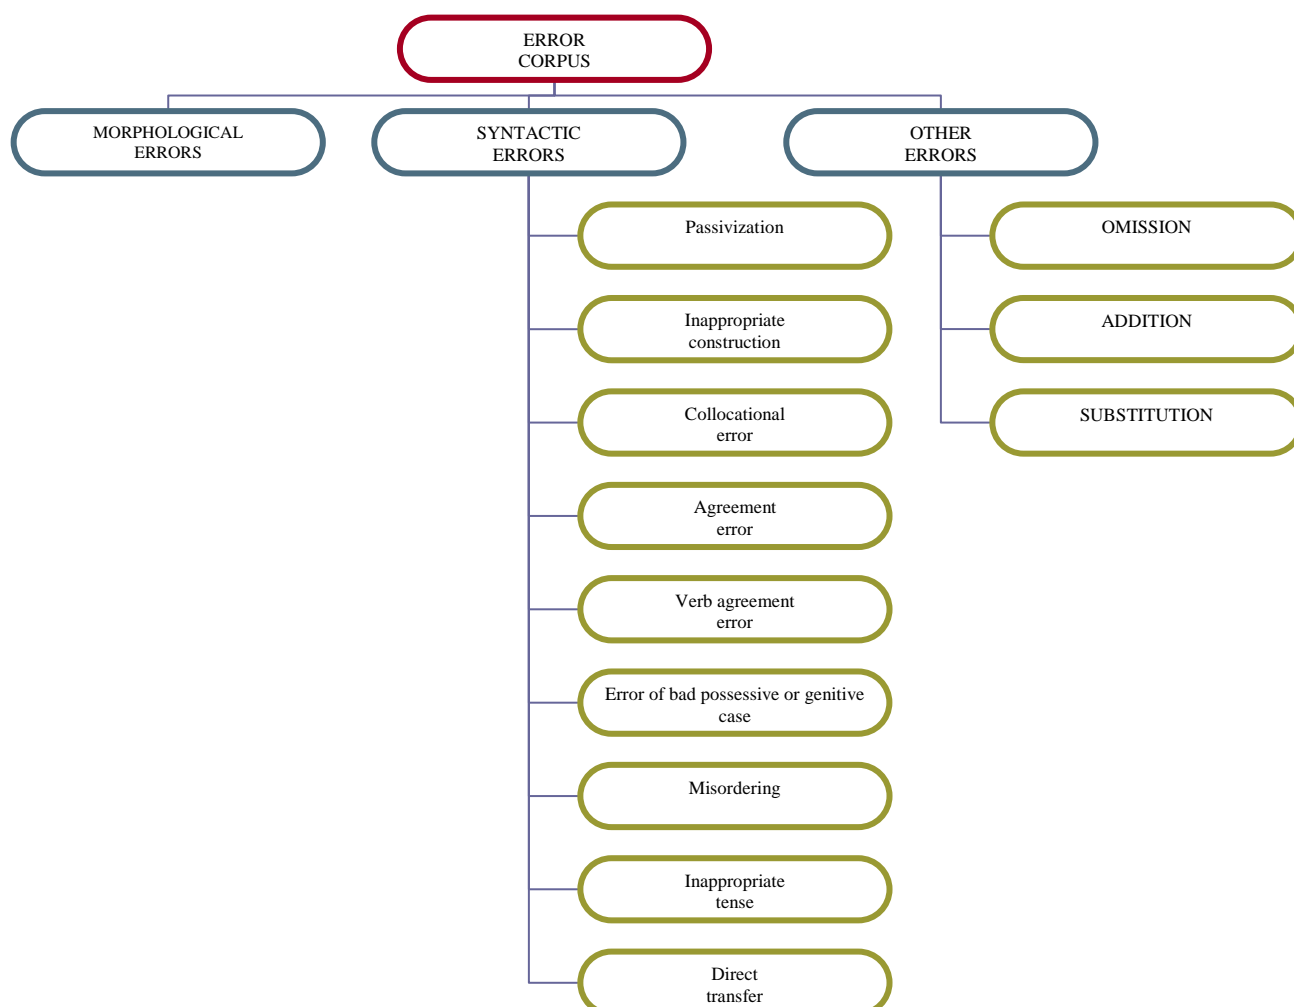 ERROR
CORPUS
MORPHOLOGICAL
ERRORS
SYNTACTIC
ERRORS
OTHER
ERRORS
Passivization
Inappropriate
construction
Collocational
error
Agreement
error
Verb agreement
error
Error of bad possessive or genitive
case
Misordering
Inappropriate
tense
Direct
transfer
OMISSION
ADDITION
SUBSTITUTION